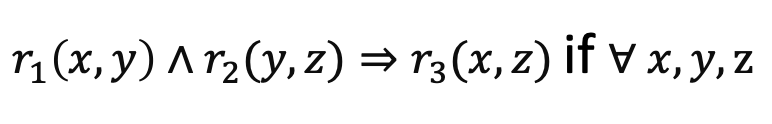 r₁(x, y) ∧ r₂(y, z) ⇒ r₃(x, z) if ∀ x, y, z